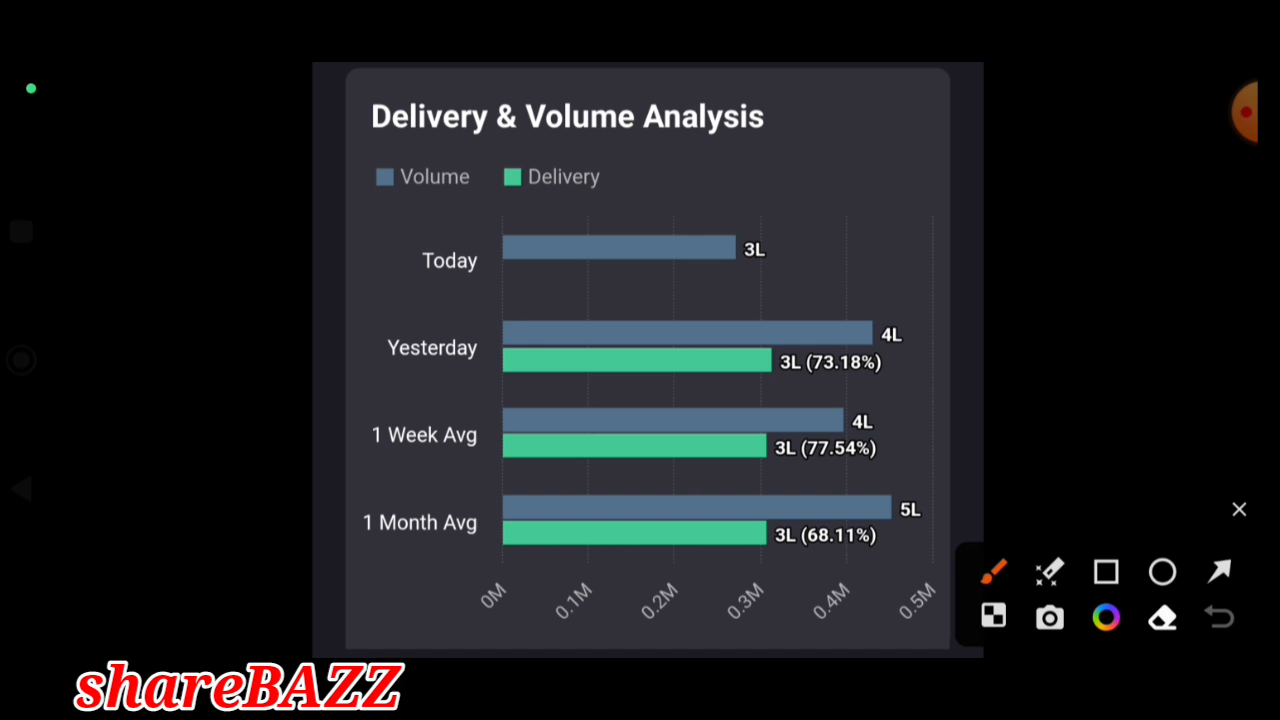 Delivery & Volume Analysis
Volume Delivery
Today 3L
Yesterday 4L
3L (73.18%)
1 Week Avg 4L
3L (77.54%)
1 Month Avg 5L
3L (68.11%)
0M 0.1M 0.2M 0.3M 0.4M 0.5M
shareBAZZ